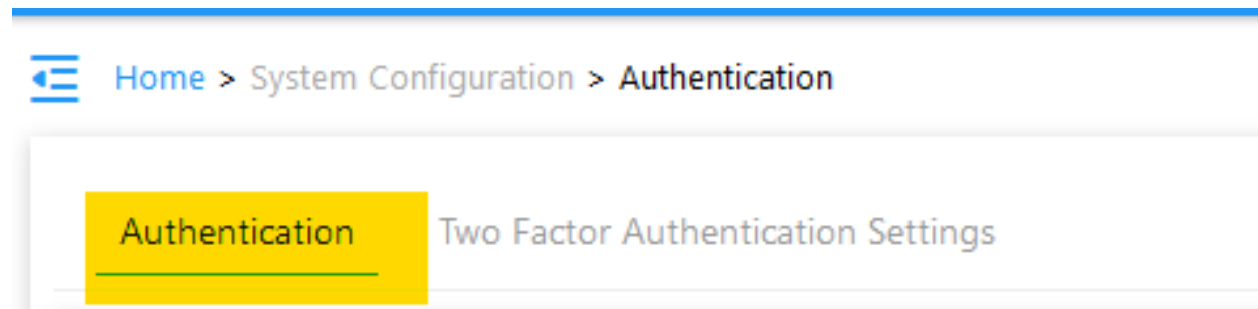 Home > System Configuration > Authentication
Authentication Two Factor Authentication Settings